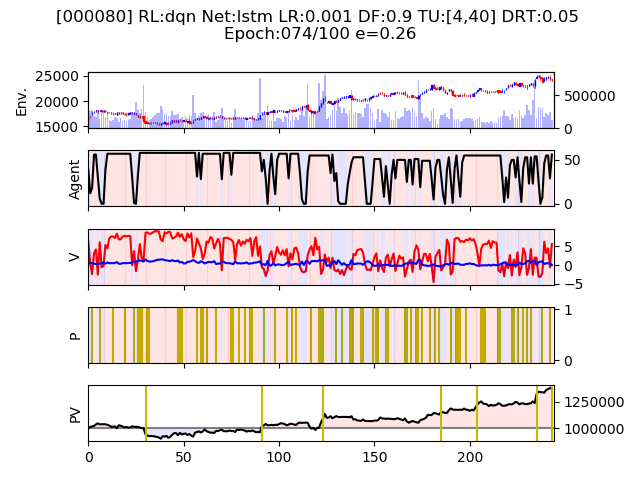 [000080] RL:dqn Net:lstm LR:0.001 DF:0.9 TU:[4,40] DRT:0.05
Epoch:074/100 e=0.26
Env.
25000
20000
15000
500000
0
Agent
50
0
V
5
0
−5
P
1
0
PV
1250000
1000000
0
50
100
150
200